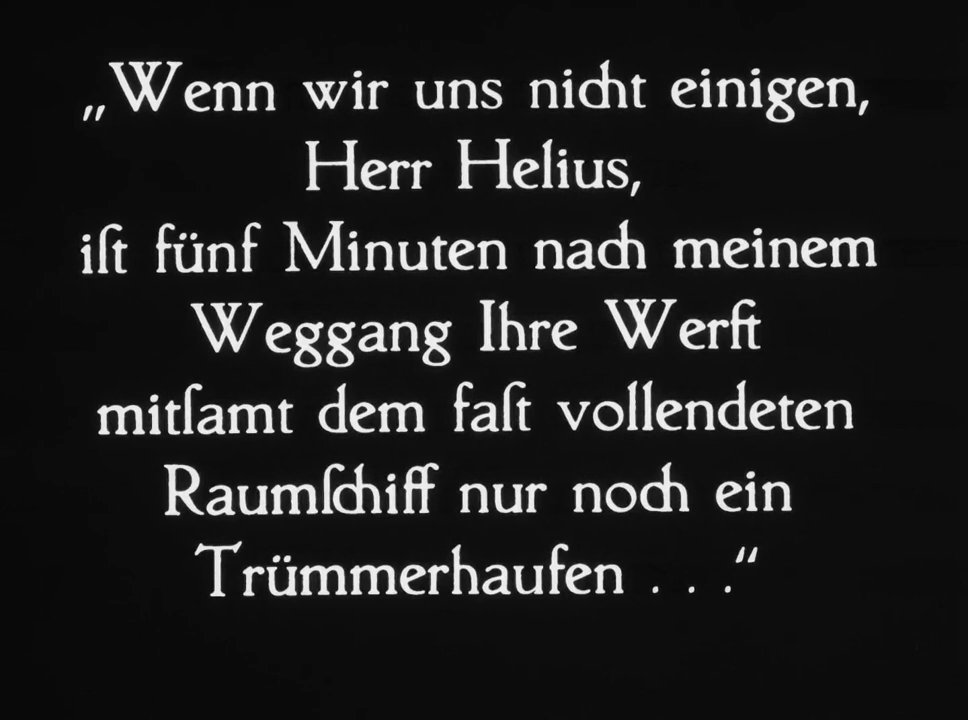 „Wenn wir uns nicht einigen,
Herr Helius,
iſt fünf Minuten nach meinem
Weggang Ihre Werft
mitſamt dem faſt vollendeten
Raumſchiff nur noch ein
Trümmerhaufen . . .“